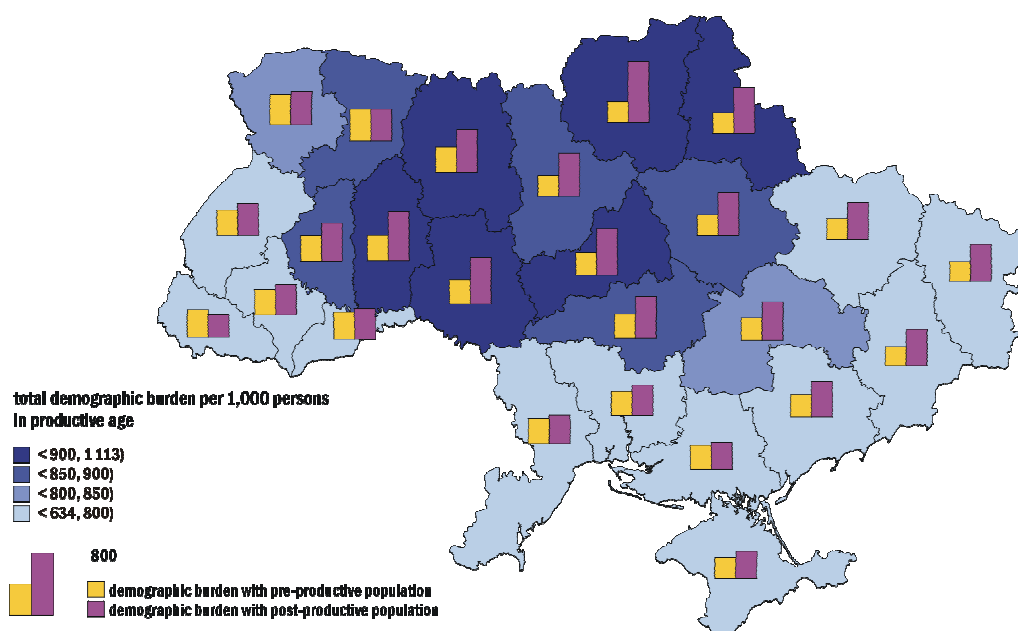 total demographic burden per 1,000 persons
in productive age
<900, 1 113)
<850, 900)
<800, 850)
<634, 800)
800
demographic burden with pre-productive population
demographic burden with post-productive population